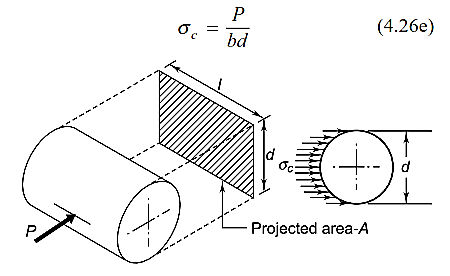 σc = P/bd (4.26e)
l
d
σc
d
P
Projected area-A